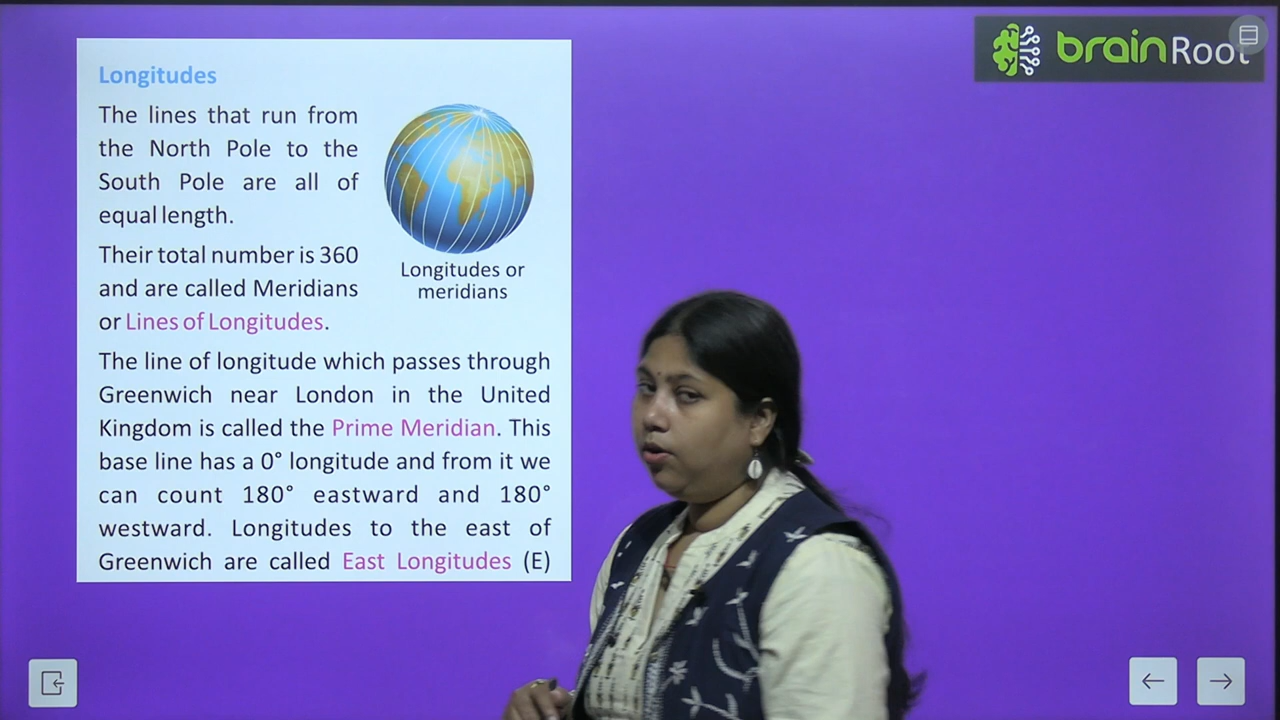 brainRoot
Longitudes
The lines that run from
the North Pole to the
South Pole are all of
equal length.
Their total number is 360
and are called Meridians
or Lines of Longitudes.
Longitudes or
meridians
The line of longitude which passes through
Greenwich near London in the United
Kingdom is called the Prime Meridian. This
base line has a 0° longitude and from it we
can count 180° eastward and 180°
westward. Longitudes to the east of
Greenwich are called East Longitudes (E)